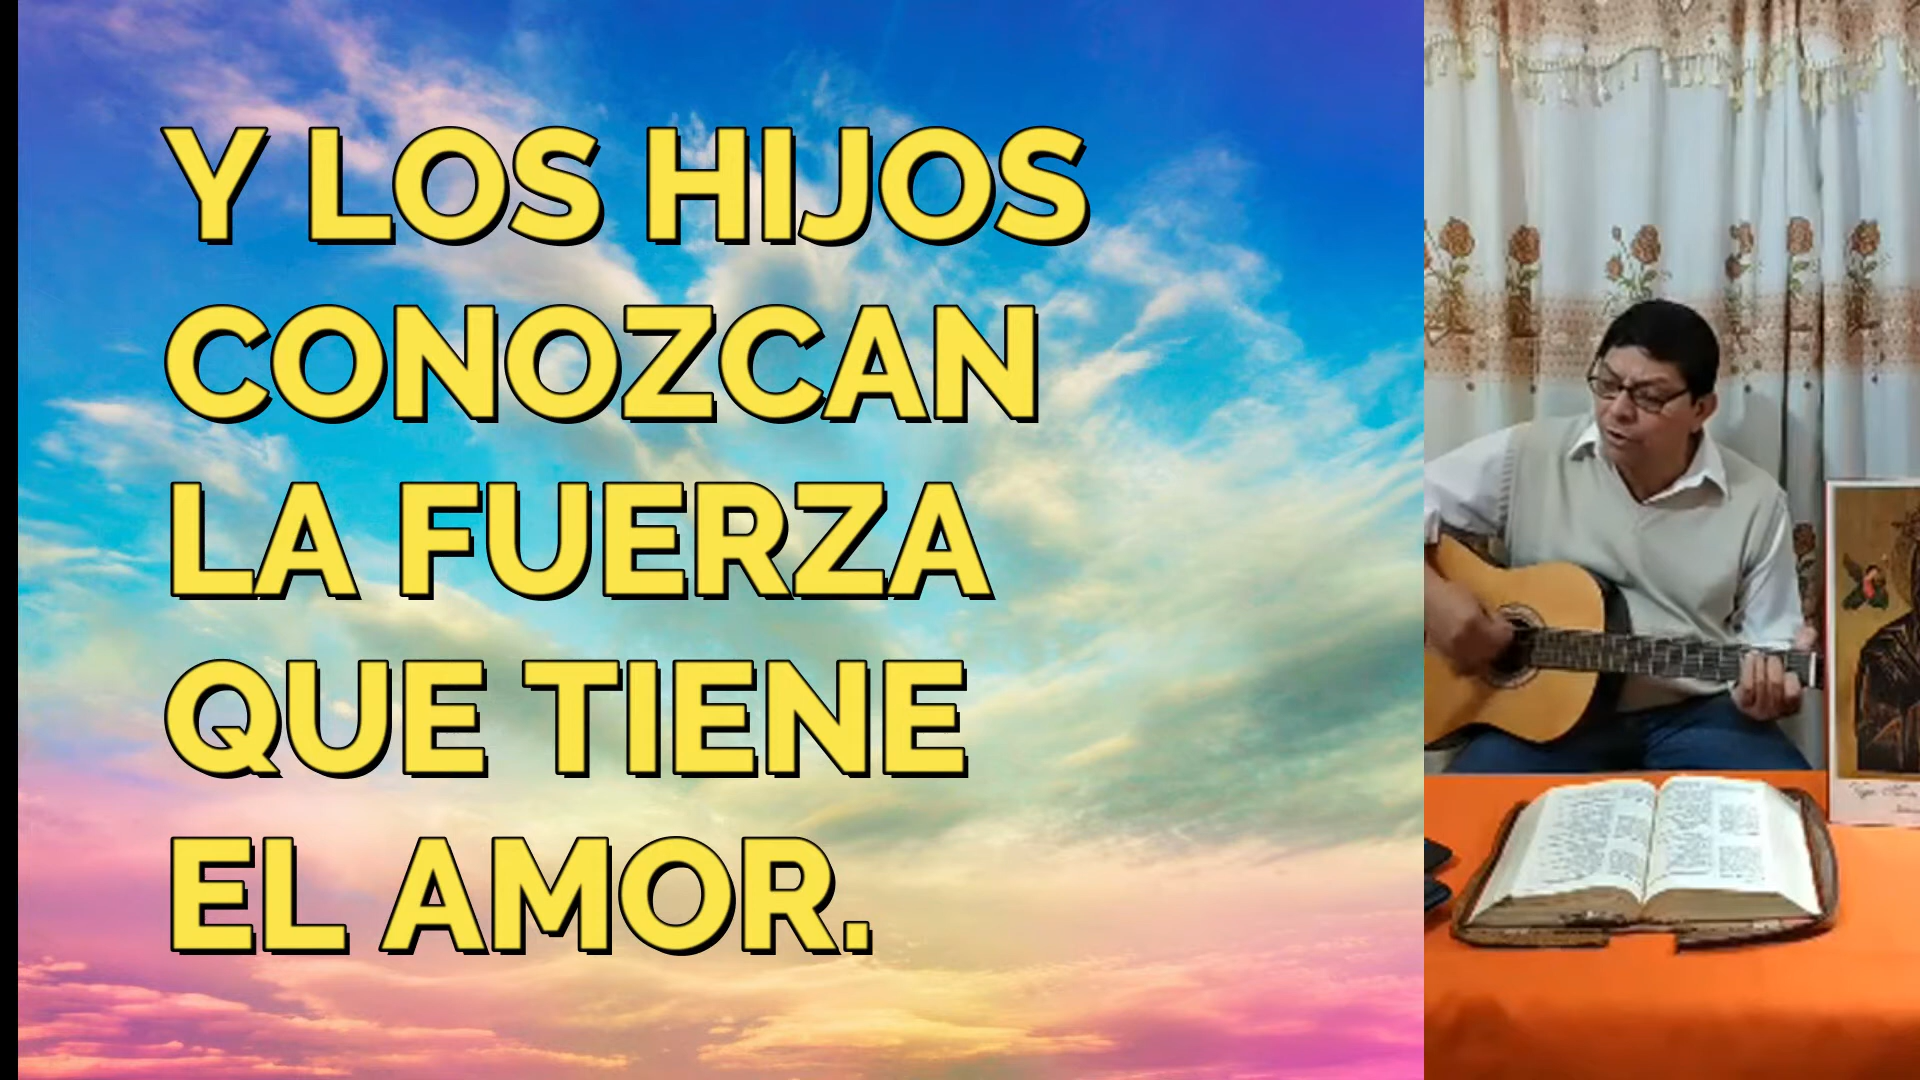 Y LOS HIJOS
CONOZCAN
LA FUERZA
QUE TIENE
EL AMOR.